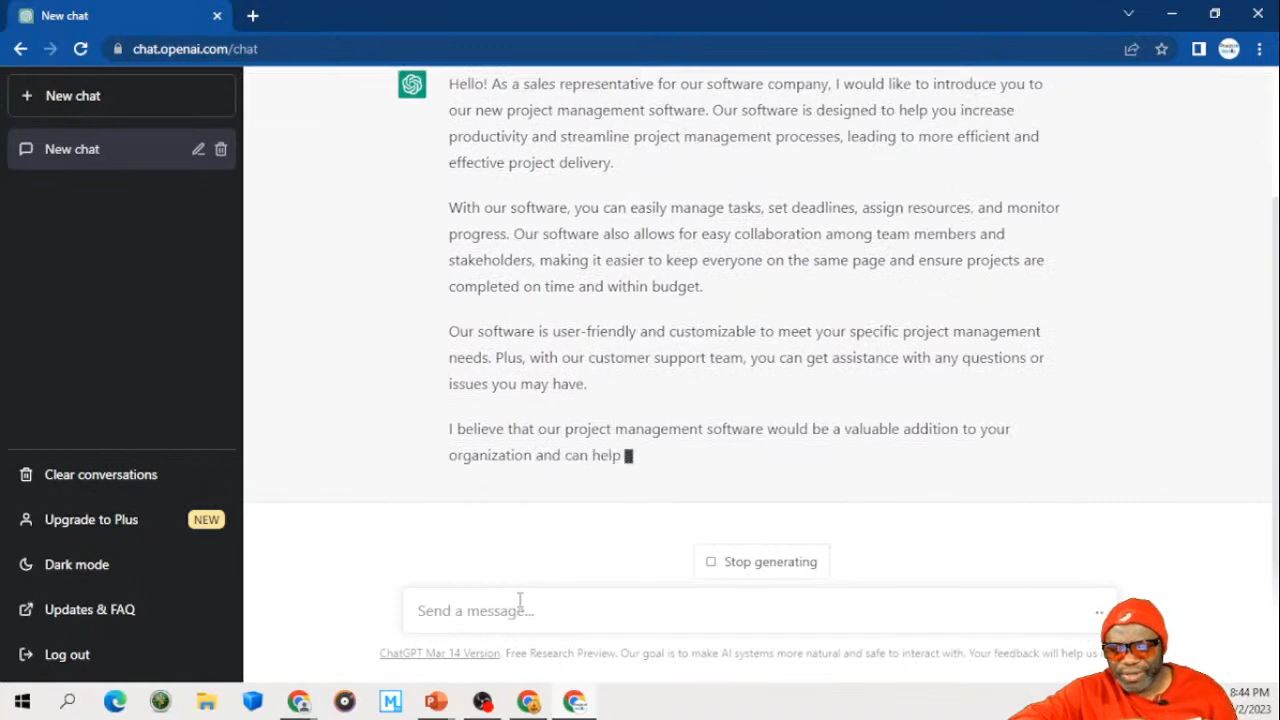 New chat
chat.openai.com/chat
New chat
New chat
Clear conversations
Upgrade to Plus
NEW
Dark mode
Updates & FAQ
Log out
Hello! As a sales representative for our software company, I would like to introduce you to
our new project management software. Our software is designed to help you increase
productivity and streamline project management processes, leading to more efficient and
effective project delivery.
With our software, you can easily manage tasks, set deadlines, assign resources, and monitor
progress. Our software also allows for easy collaboration among team members and
stakeholders, making it easier to keep everyone on the same page and ensure projects are
completed on time and within budget.
Our software is user-friendly and customizable to meet your specific project management
needs. Plus, with our customer support team, you can get assistance with any questions or
issues you may have.
I believe that our project management software would be a valuable addition to your
organization and can help
Stop generating
Send a message...
ChatGPT Mar 14 Version. Free Research Preview. Our goal is to make AI systems more natural and safe to interact with. Your feedback will help us
8:44 PM
/2/2023